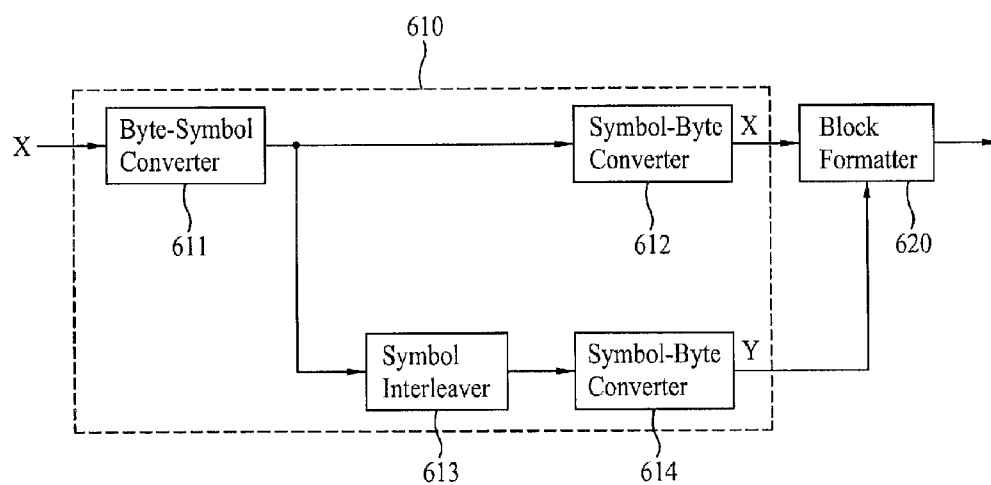 610
X
Byte-Symbol
Converter
611
Symbol-Byte
Converter
612
X
Block
Formatter
620
Symbol
Interleaver
613
Symbol-Byte
Converter
614
Y